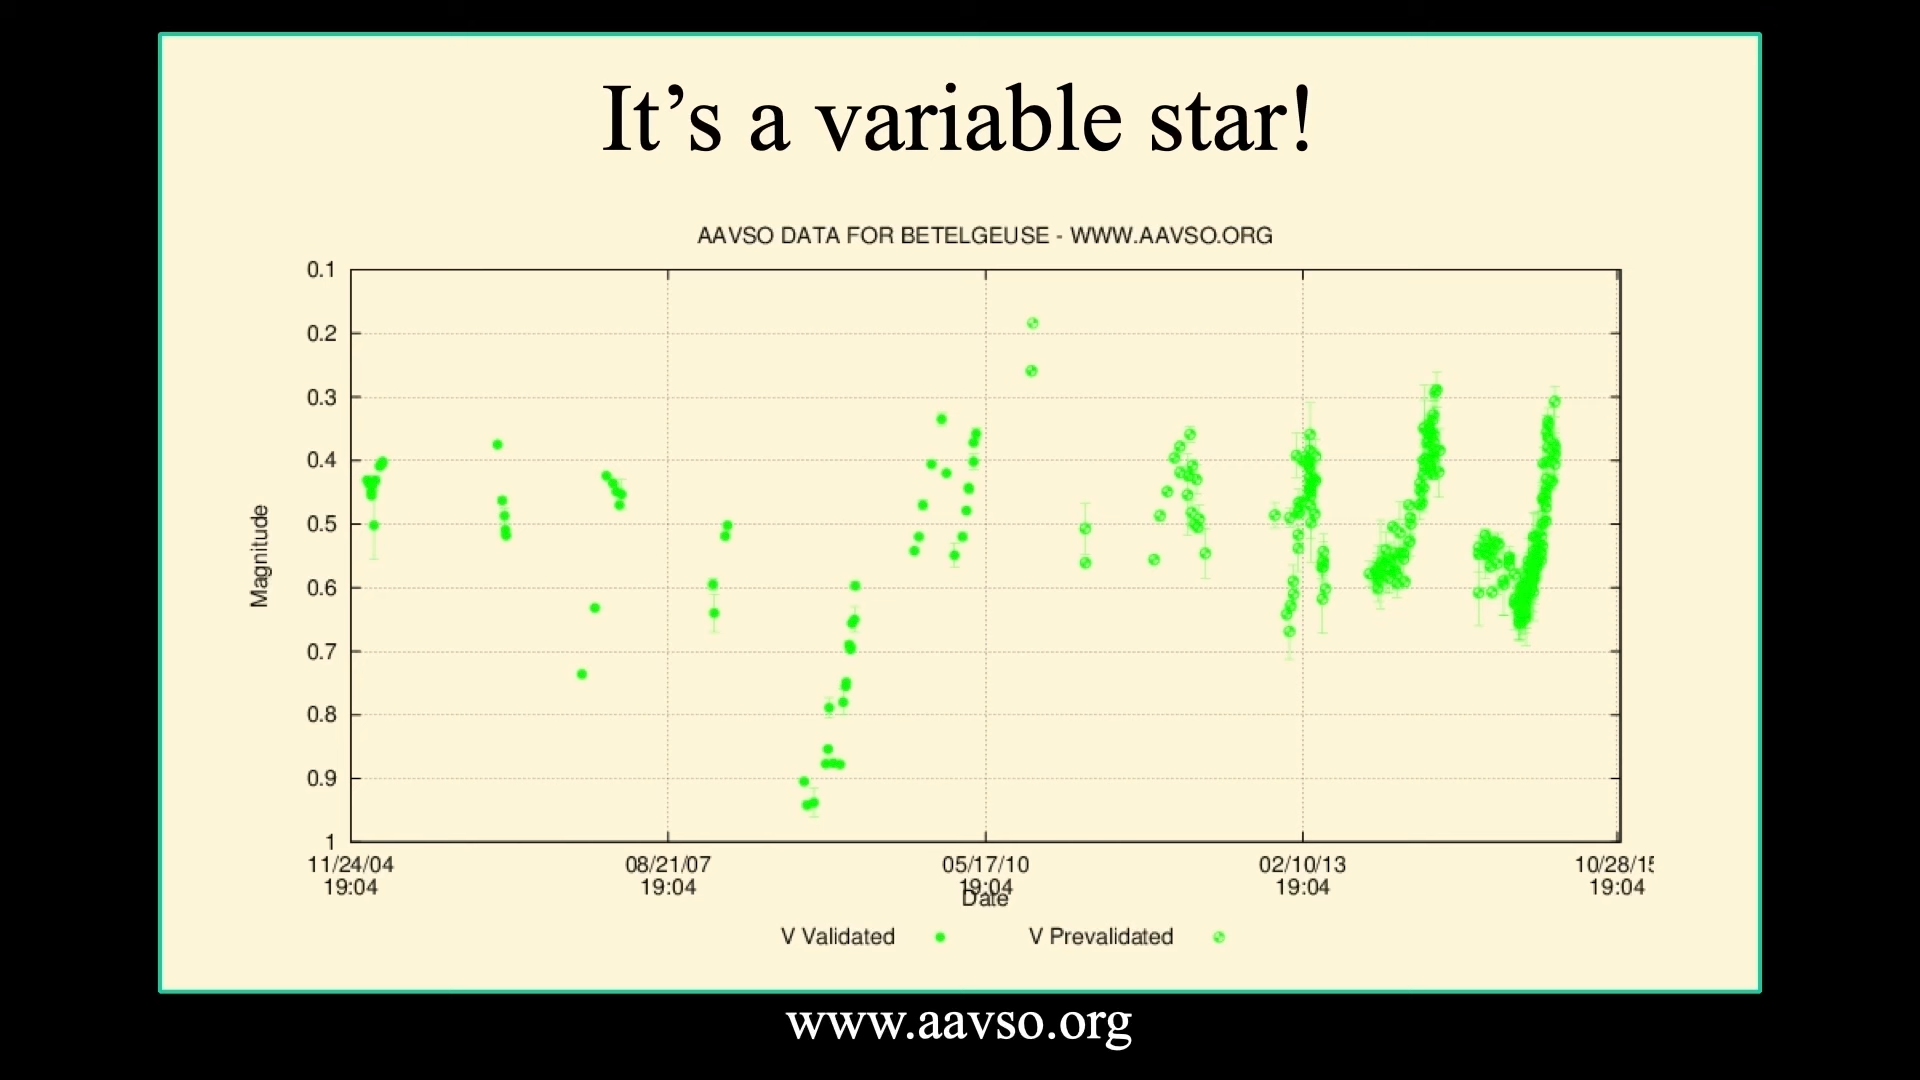 It’s a variable star!
AAVSO DATA FOR BETELGEUSE - WWW.AAVSO.ORG
Magnitude
0.1
0.2
0.3
0.4
0.5
0.6
0.7
0.8
0.9
1
11/24/04 08/21/07 05/17/10 02/10/13 10/28/15
19:04 19:04 19:04 19:04 19:04
Date
V Validated V Prevalidated
www.aavso.org